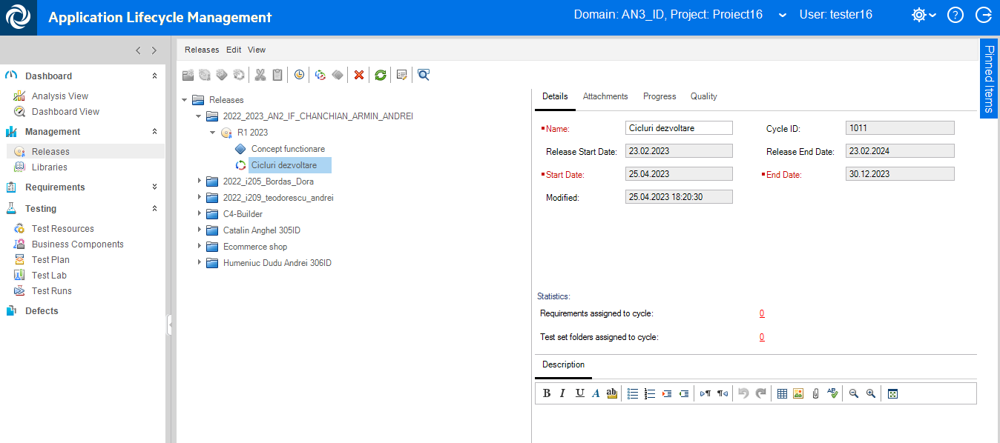 Application Lifecycle Management
Domain: AN3_ID, Project: Proiect16
User: tester16
Pinned Items
Dashboard
Analysis View
Dashboard View
Management
Releases
Libraries
Requirements
Testing
Test Resources
Business Components
Test Plan
Test Lab
Test Runs
Defects
Releases Edit View
Releases
2022_2023_AN2_IF_CHANCHIAN_ARMIN_ANDREI
R1 2023
Concept functionare
Cicluri dezvoltare
2022_i205_Bordas_Dora
2022_i209_teodorescu_andrei
C4-Builder
Catalin Anghel 305ID
Ecommerce shop
Humeniuc Dudu Andrei 306ID
Details Attachments Progress Quality
Name: Cicluri dezvoltare Cycle ID: 1011
Release Start Date: 23.02.2023 Release End Date: 23.02.2024
Start Date: 25.04.2023 End Date: 30.12.2023
Modified: 25.04.2023 18:20:30
Statistics:
Requirements assigned to cycle: 0
Test set folders assigned to cycle: 0
Description
B I U A ab